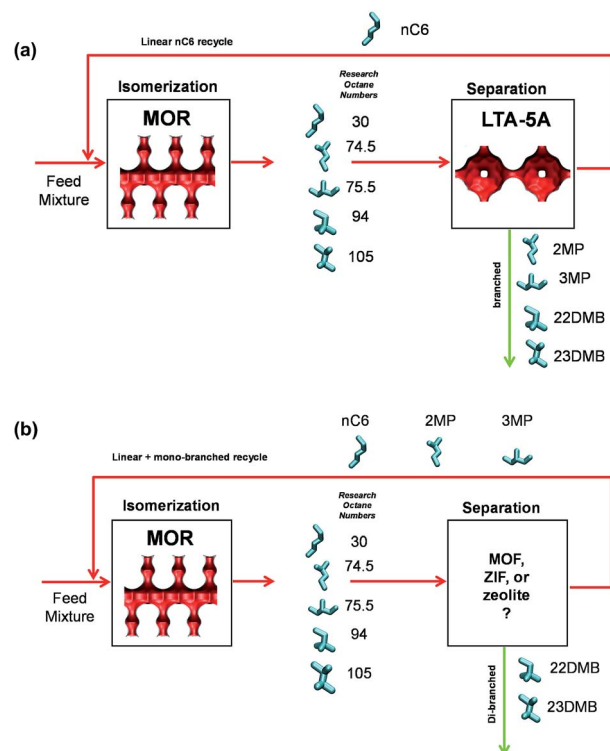 nC6
(a)
Linear nC6 recycle
Isomerization
MOR
Feed
Mixture
Research
Octane
Numbers
30
74.5
75.5
94
105
Separation
LTA-5A
branched
2MP
3MP
22DMB
23DMB
(b)
nC6 2MP 3MP
Linear + mono-branched recycle
Isomerization
MOR
Feed
Mixture
Research
Octane
Numbers
30
74.5
75.5
94
105
Separation
MOF,
ZIF, or
zeolite
?
Di-branched
22DMB
23DMB